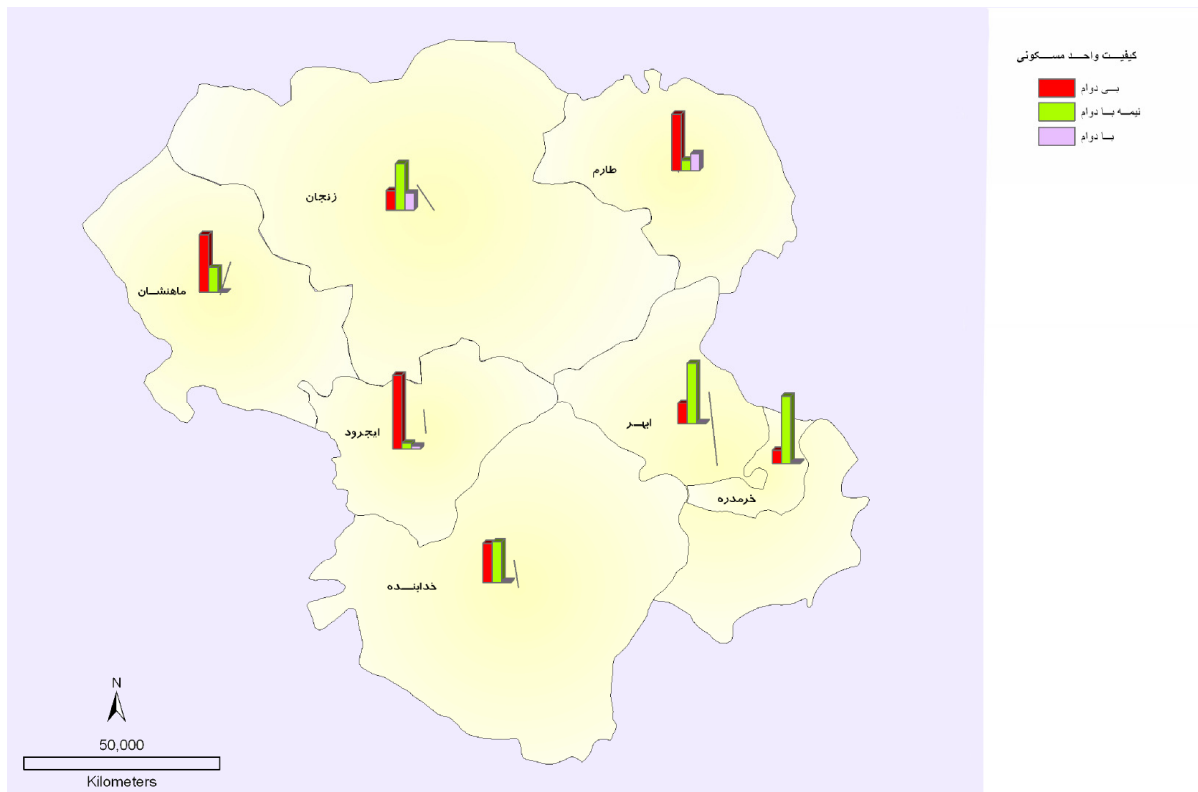 کیفیت واحد مسکونی
بی دوام
نیمه با دوام
با دوام
طارم
زنجان
ماهنشان
ابهر
ایجرود
خرمدره
خدابنده
N
50,000
Kilometers